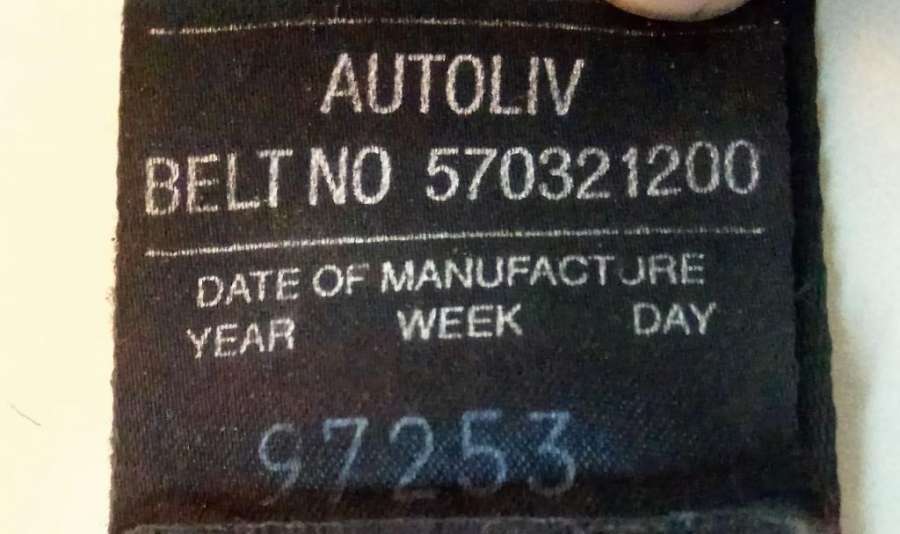 AUTOLIV
BELT NO 570321200
DATE OF MANUFACTURE
YEAR WEEK DAY
97253